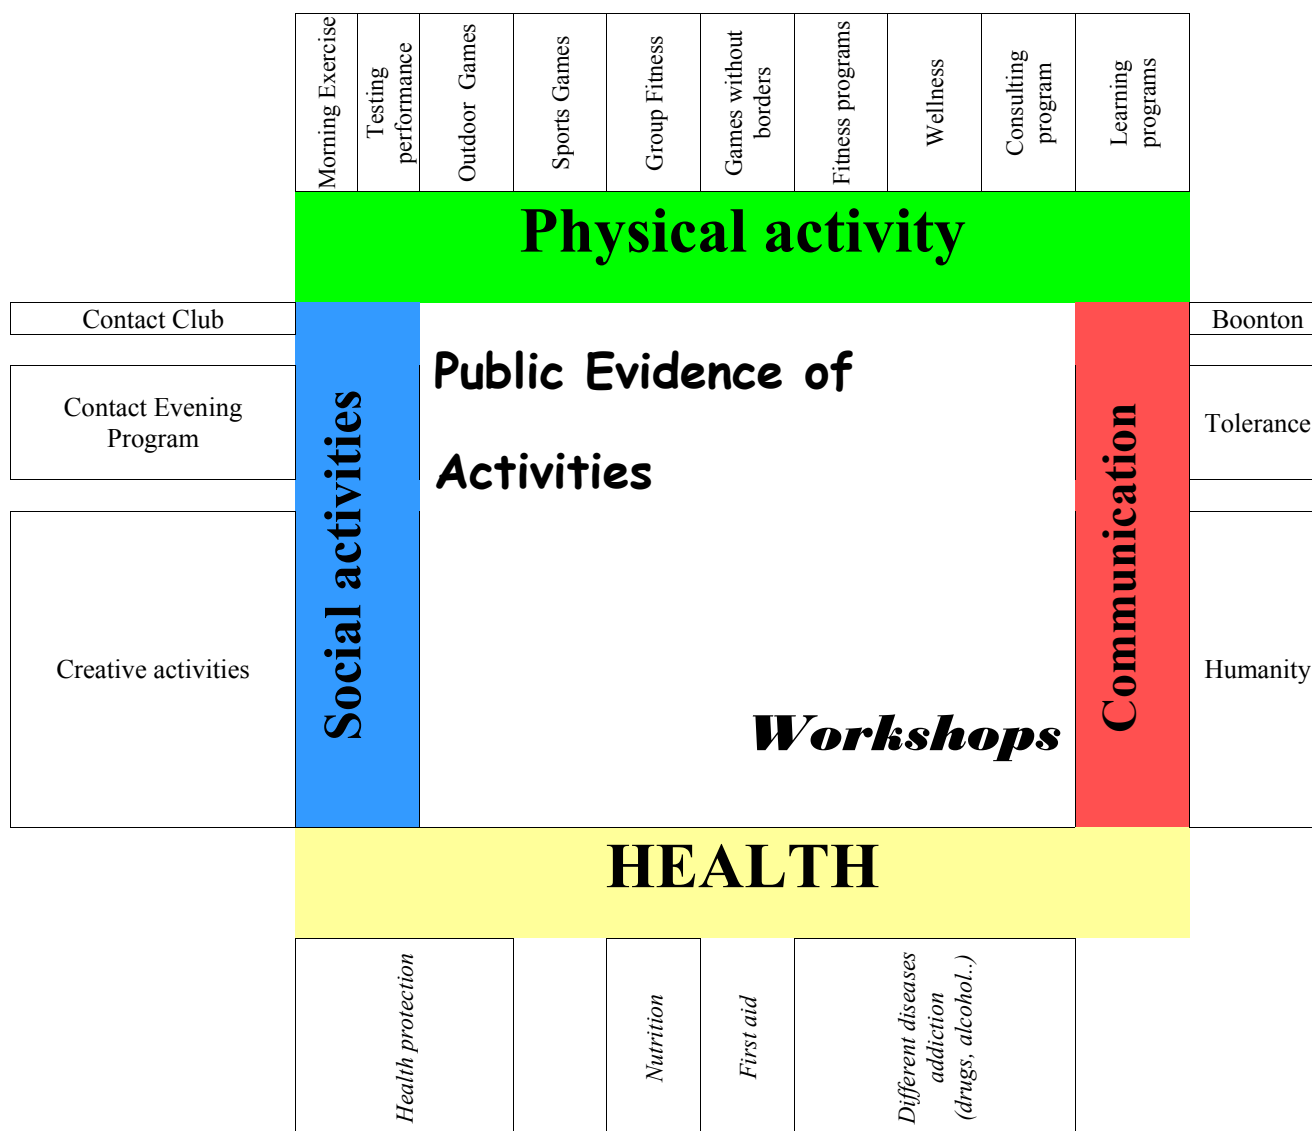 Morning Exercise
Testing
performance
Outdoor Games
Sports Games
Group Fitness
Games without
borders
Fitness programs
Wellness
Consulting
program
Learning
programs
Physical activity
Contact Club
Contact Evening
Program
Creative activities
Social activities
Public Evidence of
Activities
Workshops
Communication
Boonton
Tolerance
Humanity
HEALTH
Health protection
Nutrition
First aid
Different diseases
addiction
(drugs, alcohol..)